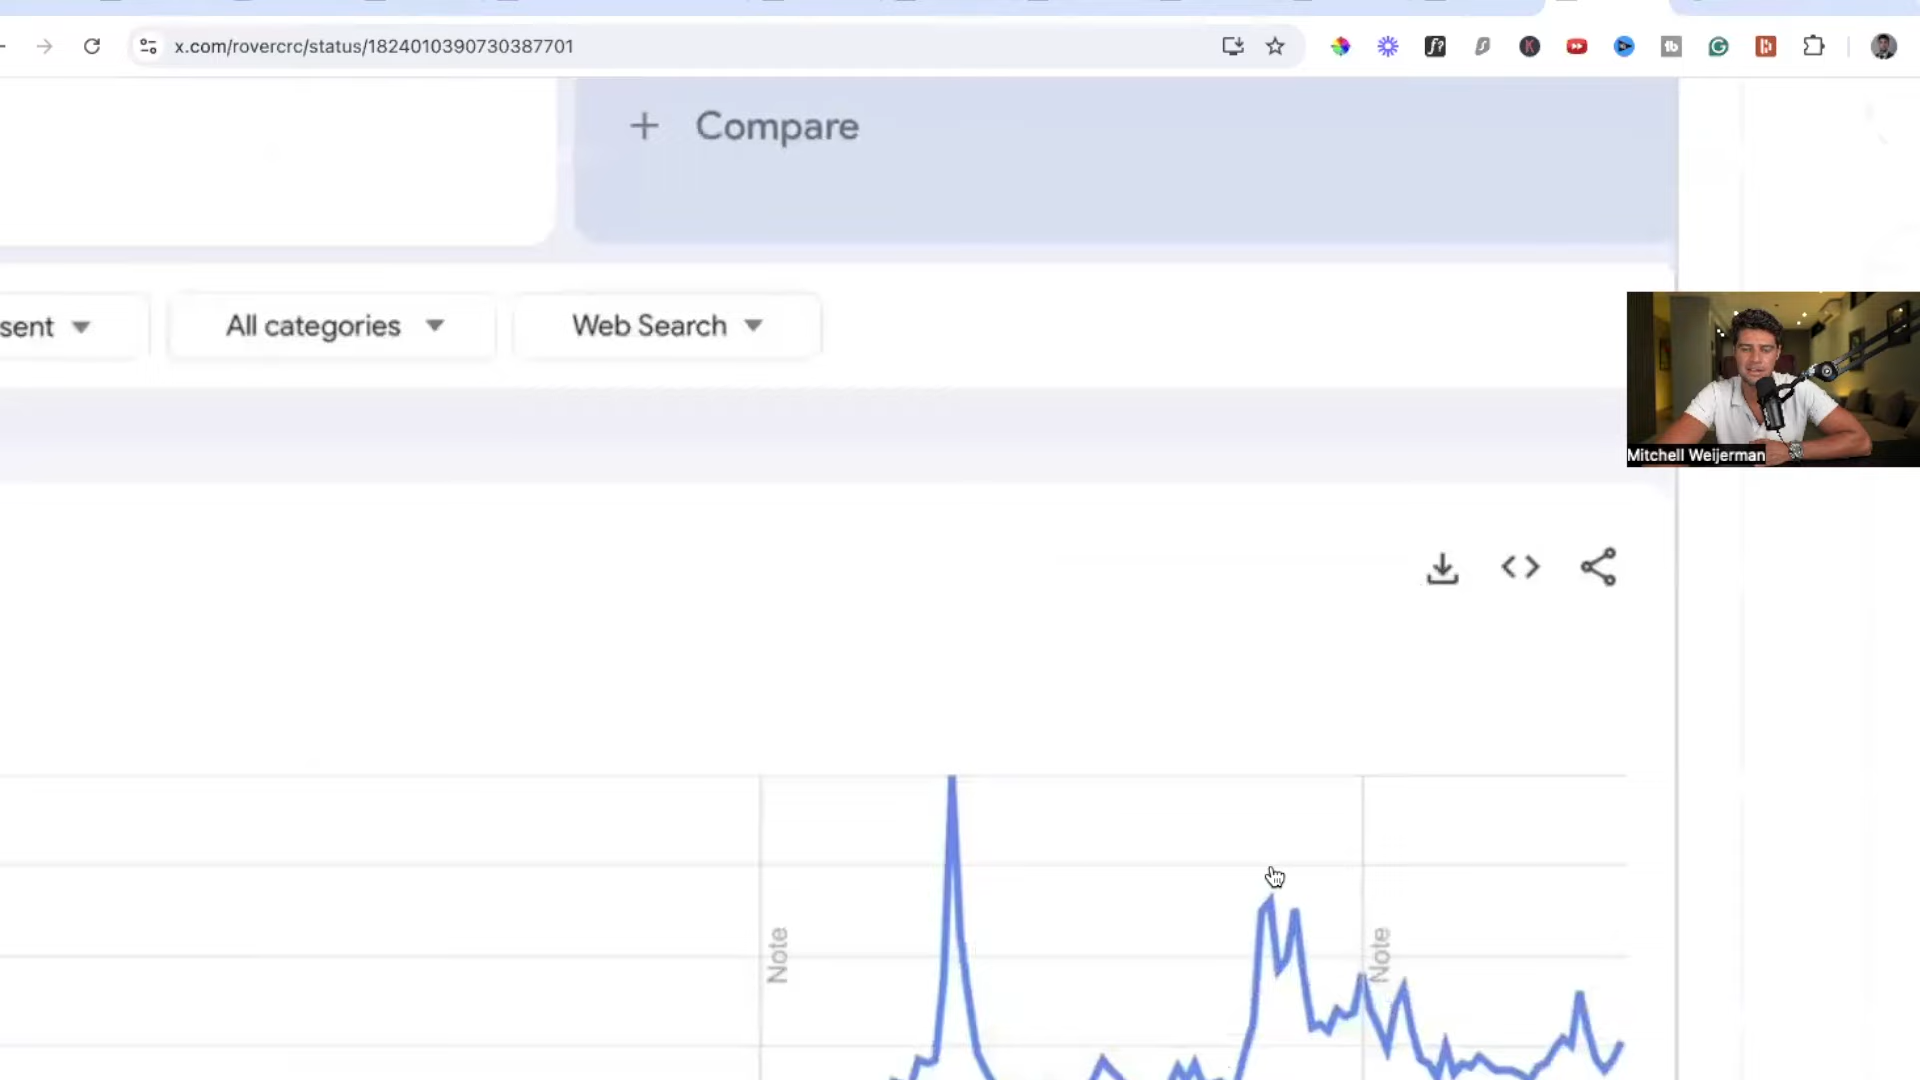 x.com/rovercrc/status/1824010390730387701
+ Compare
sent
All categories
Web Search
Mitchell Weijerman
Note
Note